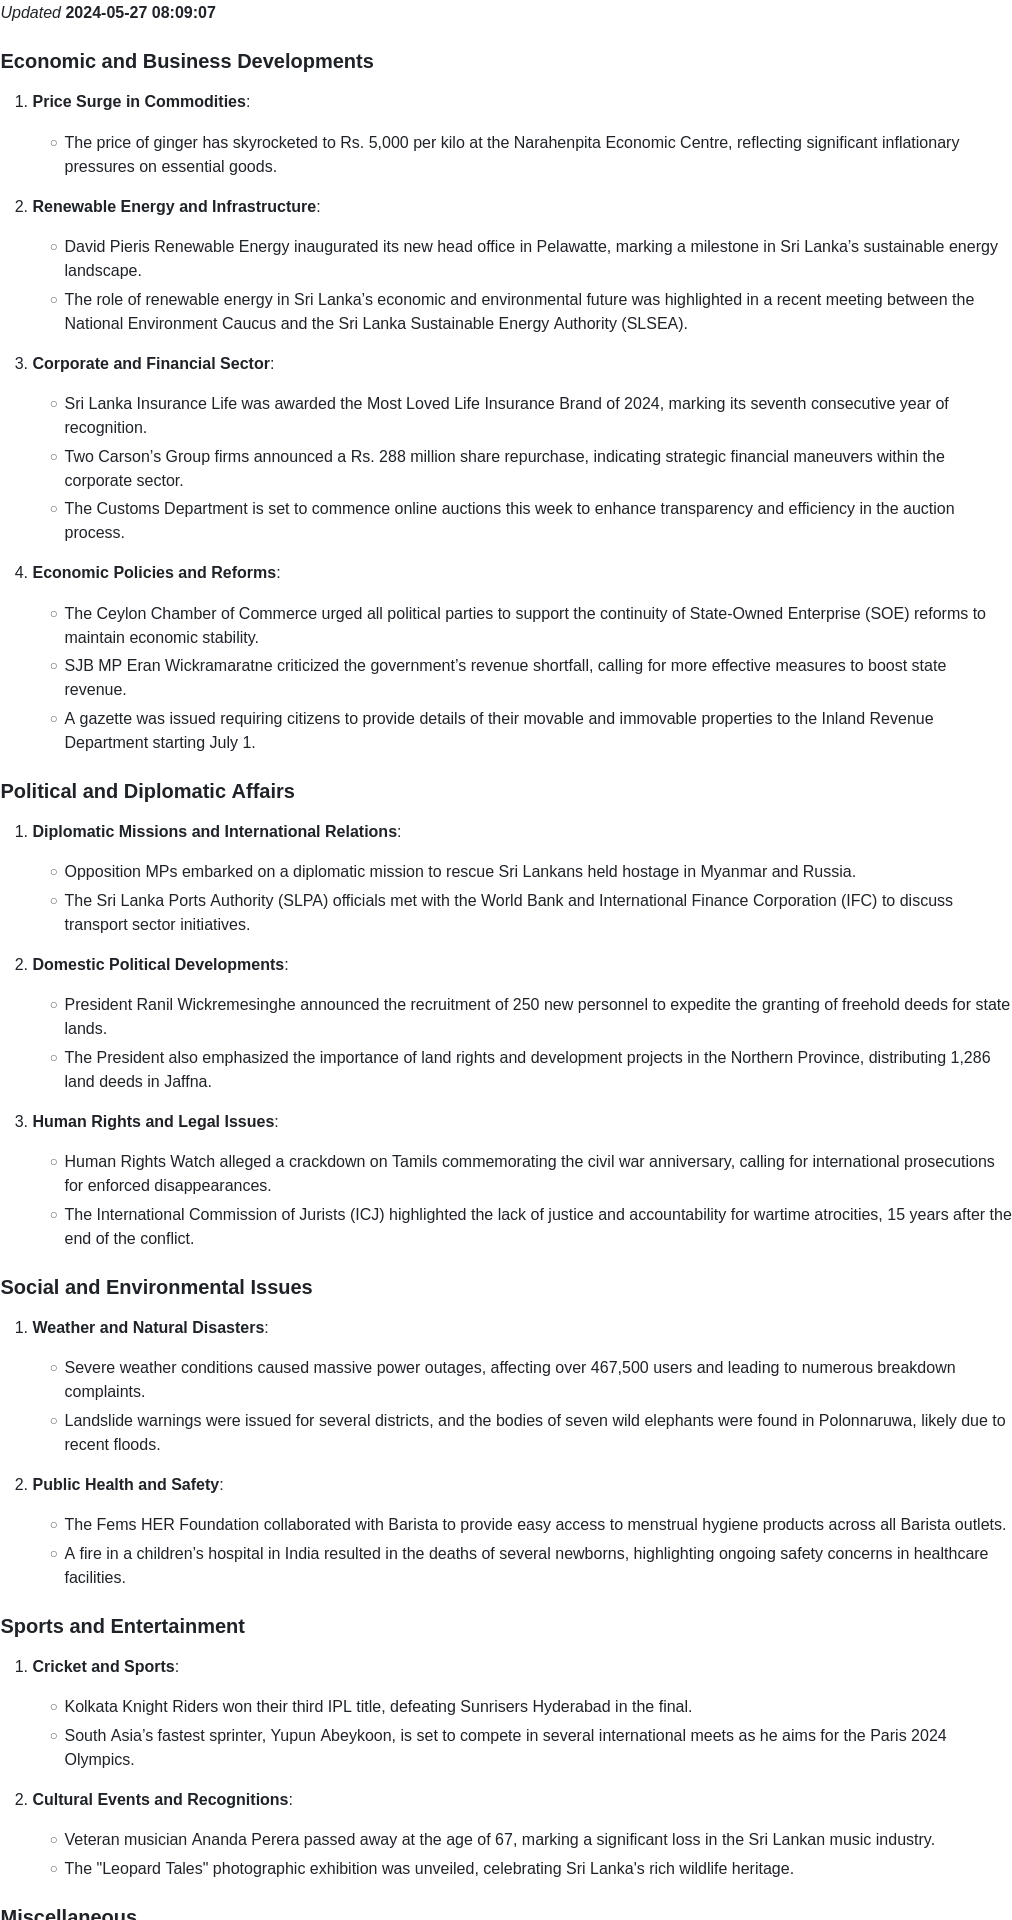 Updated 2024-05-27 08:09:07
Economic and Business Developments
1. Price Surge in Commodities:
○ The price of ginger has skyrocketed to Rs. 5,000 per kilo at the Narahenpita Economic Centre, reflecting significant inflationary
pressures on essential goods.
2. Renewable Energy and Infrastructure:
○ David Pieris Renewable Energy inaugurated its new head office in Pelawatte, marking a milestone in Sri Lanka’s sustainable energy
landscape.
○ The role of renewable energy in Sri Lanka’s economic and environmental future was highlighted in a recent meeting between the
National Environment Caucus and the Sri Lanka Sustainable Energy Authority (SLSEA).
3. Corporate and Financial Sector:
○ Sri Lanka Insurance Life was awarded the Most Loved Life Insurance Brand of 2024, marking its seventh consecutive year of
recognition.
○ Two Carson’s Group firms announced a Rs. 288 million share repurchase, indicating strategic financial maneuvers within the
corporate sector.
○ The Customs Department is set to commence online auctions this week to enhance transparency and efficiency in the auction
process.
4. Economic Policies and Reforms:
○ The Ceylon Chamber of Commerce urged all political parties to support the continuity of State-Owned Enterprise (SOE) reforms to
maintain economic stability.
○ SJB MP Eran Wickramaratne criticized the government’s revenue shortfall, calling for more effective measures to boost state
revenue.
○ A gazette was issued requiring citizens to provide details of their movable and immovable properties to the Inland Revenue
Department starting July 1.
Political and Diplomatic Affairs
1. Diplomatic Missions and International Relations:
○ Opposition MPs embarked on a diplomatic mission to rescue Sri Lankans held hostage in Myanmar and Russia.
○ The Sri Lanka Ports Authority (SLPA) officials met with the World Bank and International Finance Corporation (IFC) to discuss
transport sector initiatives.
2. Domestic Political Developments:
○ President Ranil Wickremesinghe announced the recruitment of 250 new personnel to expedite the granting of freehold deeds for state
lands.
○ The President also emphasized the importance of land rights and development projects in the Northern Province, distributing 1,286
land deeds in Jaffna.
3. Human Rights and Legal Issues:
○ Human Rights Watch alleged a crackdown on Tamils commemorating the civil war anniversary, calling for international prosecutions
for enforced disappearances.
○ The International Commission of Jurists (ICJ) highlighted the lack of justice and accountability for wartime atrocities, 15 years after the
end of the conflict.
Social and Environmental Issues
1. Weather and Natural Disasters:
○ Severe weather conditions caused massive power outages, affecting over 467,500 users and leading to numerous breakdown
complaints.
○ Landslide warnings were issued for several districts, and the bodies of seven wild elephants were found in Polonnaruwa, likely due to
recent floods.
2. Public Health and Safety:
○ The Fems HER Foundation collaborated with Barista to provide easy access to menstrual hygiene products across all Barista outlets.
○ A fire in a children’s hospital in India resulted in the deaths of several newborns, highlighting ongoing safety concerns in healthcare
facilities.
Sports and Entertainment
1. Cricket and Sports:
○ Kolkata Knight Riders won their third IPL title, defeating Sunrisers Hyderabad in the final.
○ South Asia’s fastest sprinter, Yupun Abeykoon, is set to compete in several international meets as he aims for the Paris 2024
Olympics.
2. Cultural Events and Recognitions:
○ Veteran musician Ananda Perera passed away at the age of 67, marking a significant loss in the Sri Lankan music industry.
○ The "Leopard Tales" photographic exhibition was unveiled, celebrating Sri Lanka's rich wildlife heritage.
Miscellaneous